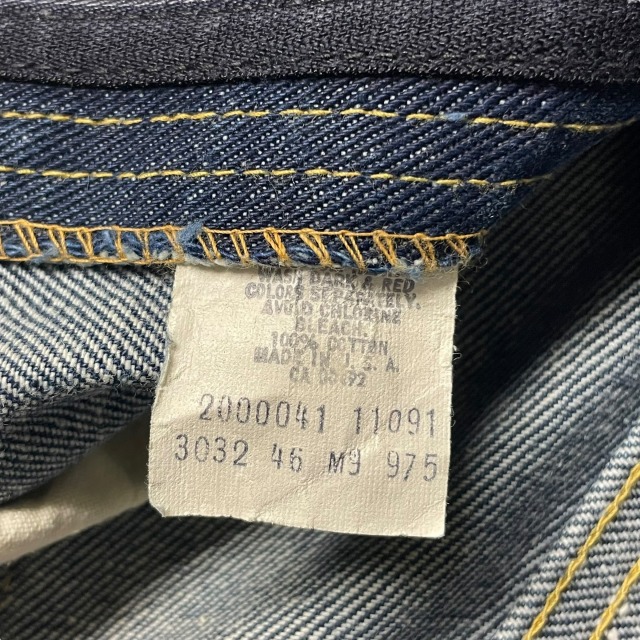 WASH DARK & RED
COLORS SEPARATELY.
AVOID CHLORINE
BLEACH.
100% COTTON
MADE IN U.S.A.
CA 00342
2000041 11091
3032 46 M9 975